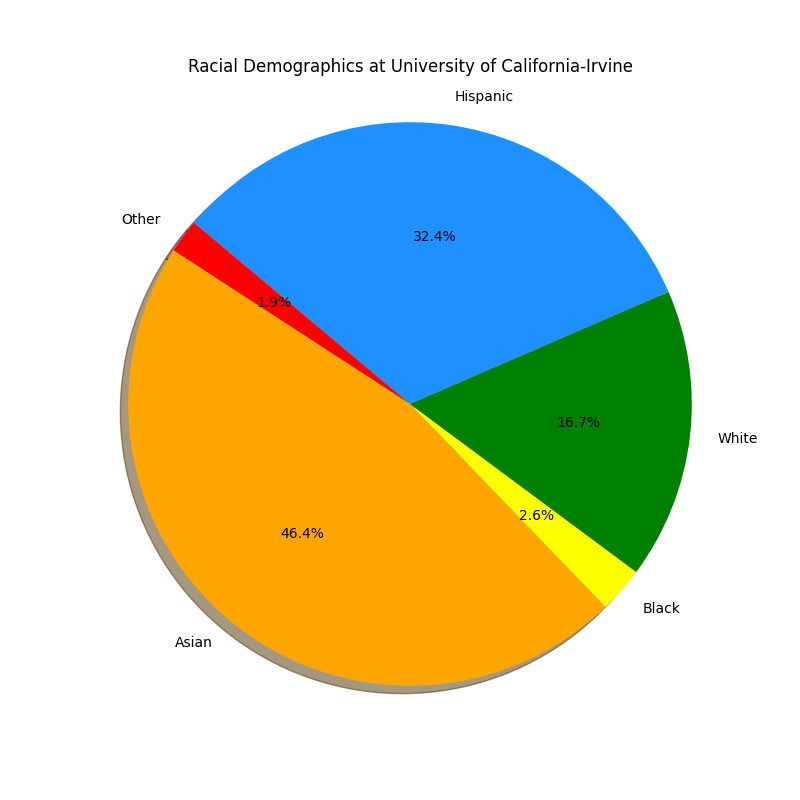 Racial Demographics at University of California-Irvine
Hispanic
Other
32.4%
1.9%
16.7%
White
2.6%
46.4%
Black
Asian